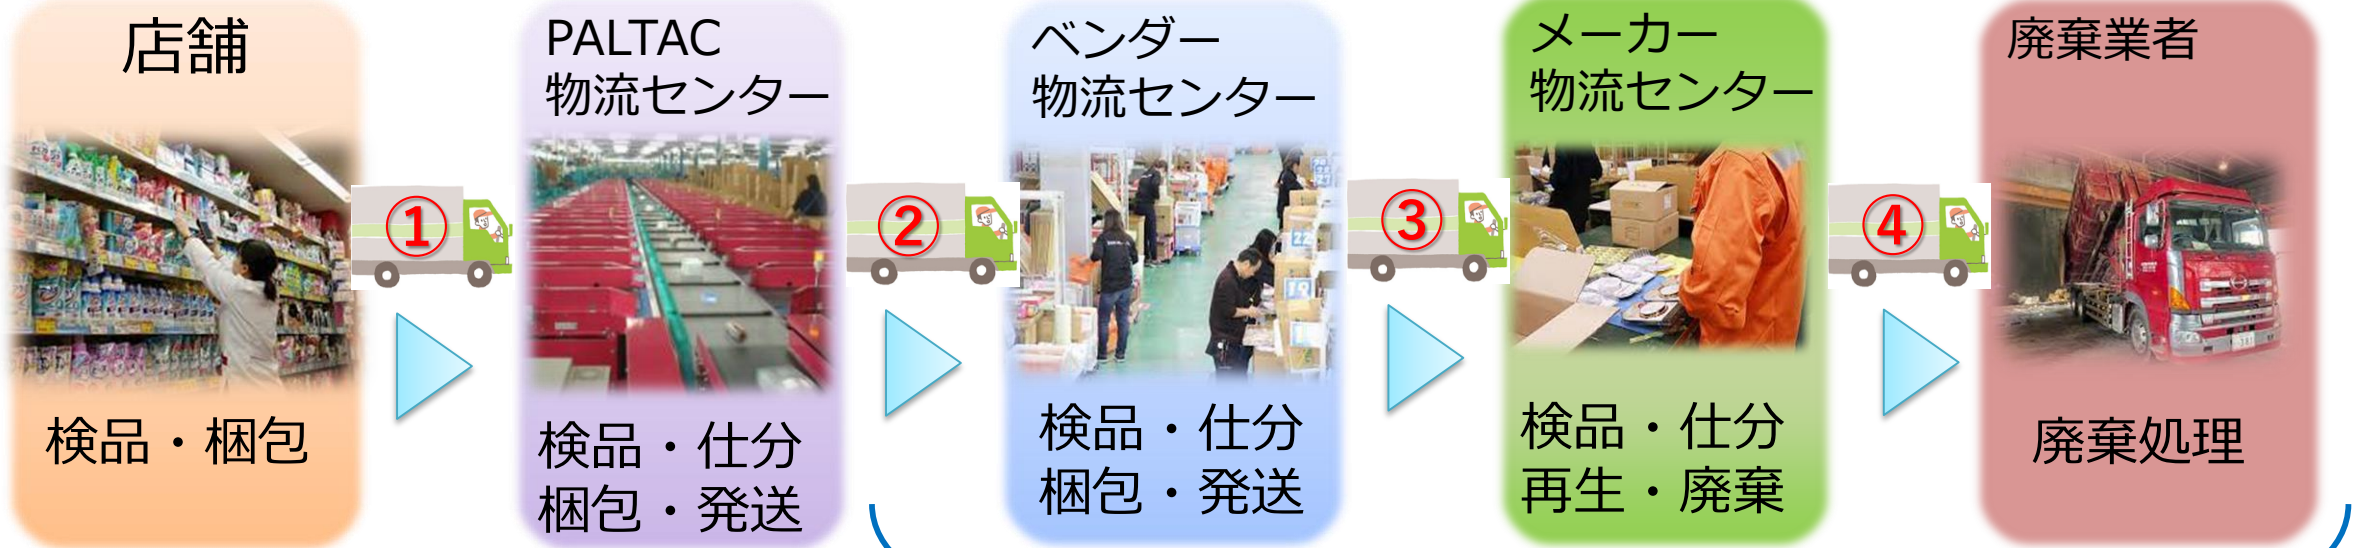 店舗
検品・梱包
①
PALTAC
物流センター
検品・仕分
梱包・発送
②
ベンダー
物流センター
検品・仕分
梱包・発送
③
メーカー
物流センター
検品・仕分
再生・廃棄
④
廃棄業者
廃棄処理